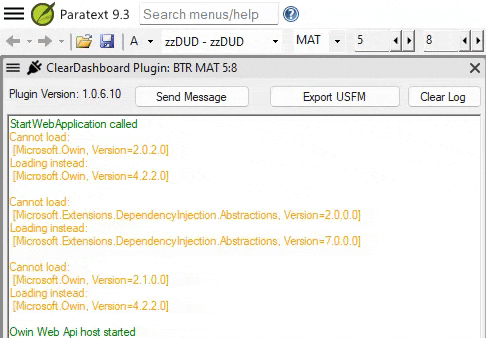 Paratext 9.3 Search menus/help
A zzDUD - zzDUD MAT 5 8
ClearDashboard Plugin: BTR MAT 5:8
Plugin Version: 1.0.6.10 Send Message Export USFM Clear Log
StartWebApplication called
Cannot load:
[Microsoft.Owin, Version=2.0.2.0]
Loading instead:
[Microsoft.Owin, Version=4.2.2.0]
Cannot load:
[Microsoft.Extensions.DependencyInjection.Abstractions, Version=2.0.0.0]
Loading instead:
[Microsoft.Extensions.DependencyInjection.Abstractions, Version=7.0.0.0]
Cannot load:
[Microsoft.Owin, Version=2.1.0.0]
Loading instead:
[Microsoft.Owin, Version=4.2.2.0]
Owin Web Api host started